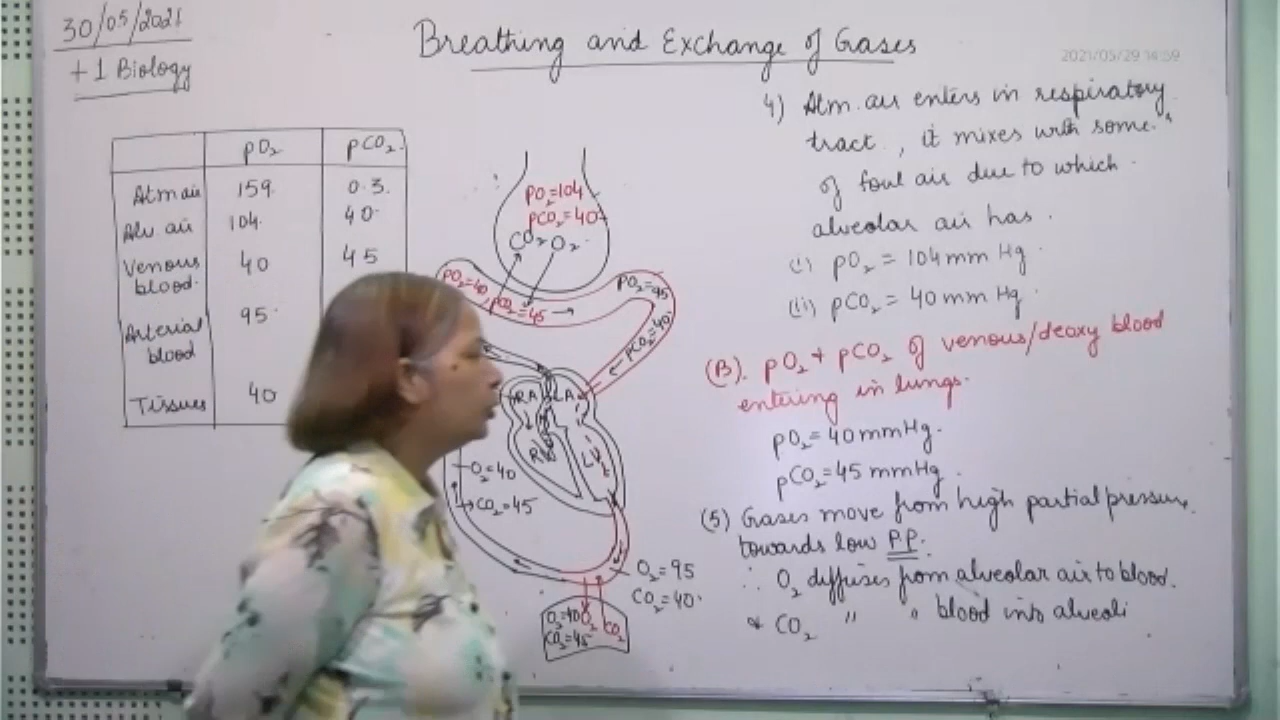 30/05/2021
+1 Biology
Breathing and Exchange of Gases
2021/05/29 14:59
pO₂ pCO₂
Atm air 159 0.3
Alv. air 104 40
Venous blood 40 45
Arterial blood 95
Tissues 40
PO₂=104
pCO₂=40
CO₂ O₂
PO₂=40, pCO₂=45 →
PO₂=95
pCO₂=40
RA LA
RV LV
O₂=40
CO₂=45
O₂=95
CO₂=40
O₂=40 O₂
CO₂=45 CO₂
4) Atm. air enters in respiratory
tract, it mixes with some
of foul air due to which
alveolar air has
(i) pO₂ = 104 mm Hg
(ii) pCO₂ = 40 mm Hg
(B). pO₂ + pCO₂ of venous/deoxy blood
entering in lungs.
pO₂ = 40 mm Hg.
pCO₂ = 45 mm Hg.
(5) Gases move from high partial pressure
towards low P.P.
∴ O₂ diffuses from alveolar air to blood.
& CO₂ " " blood into alveoli